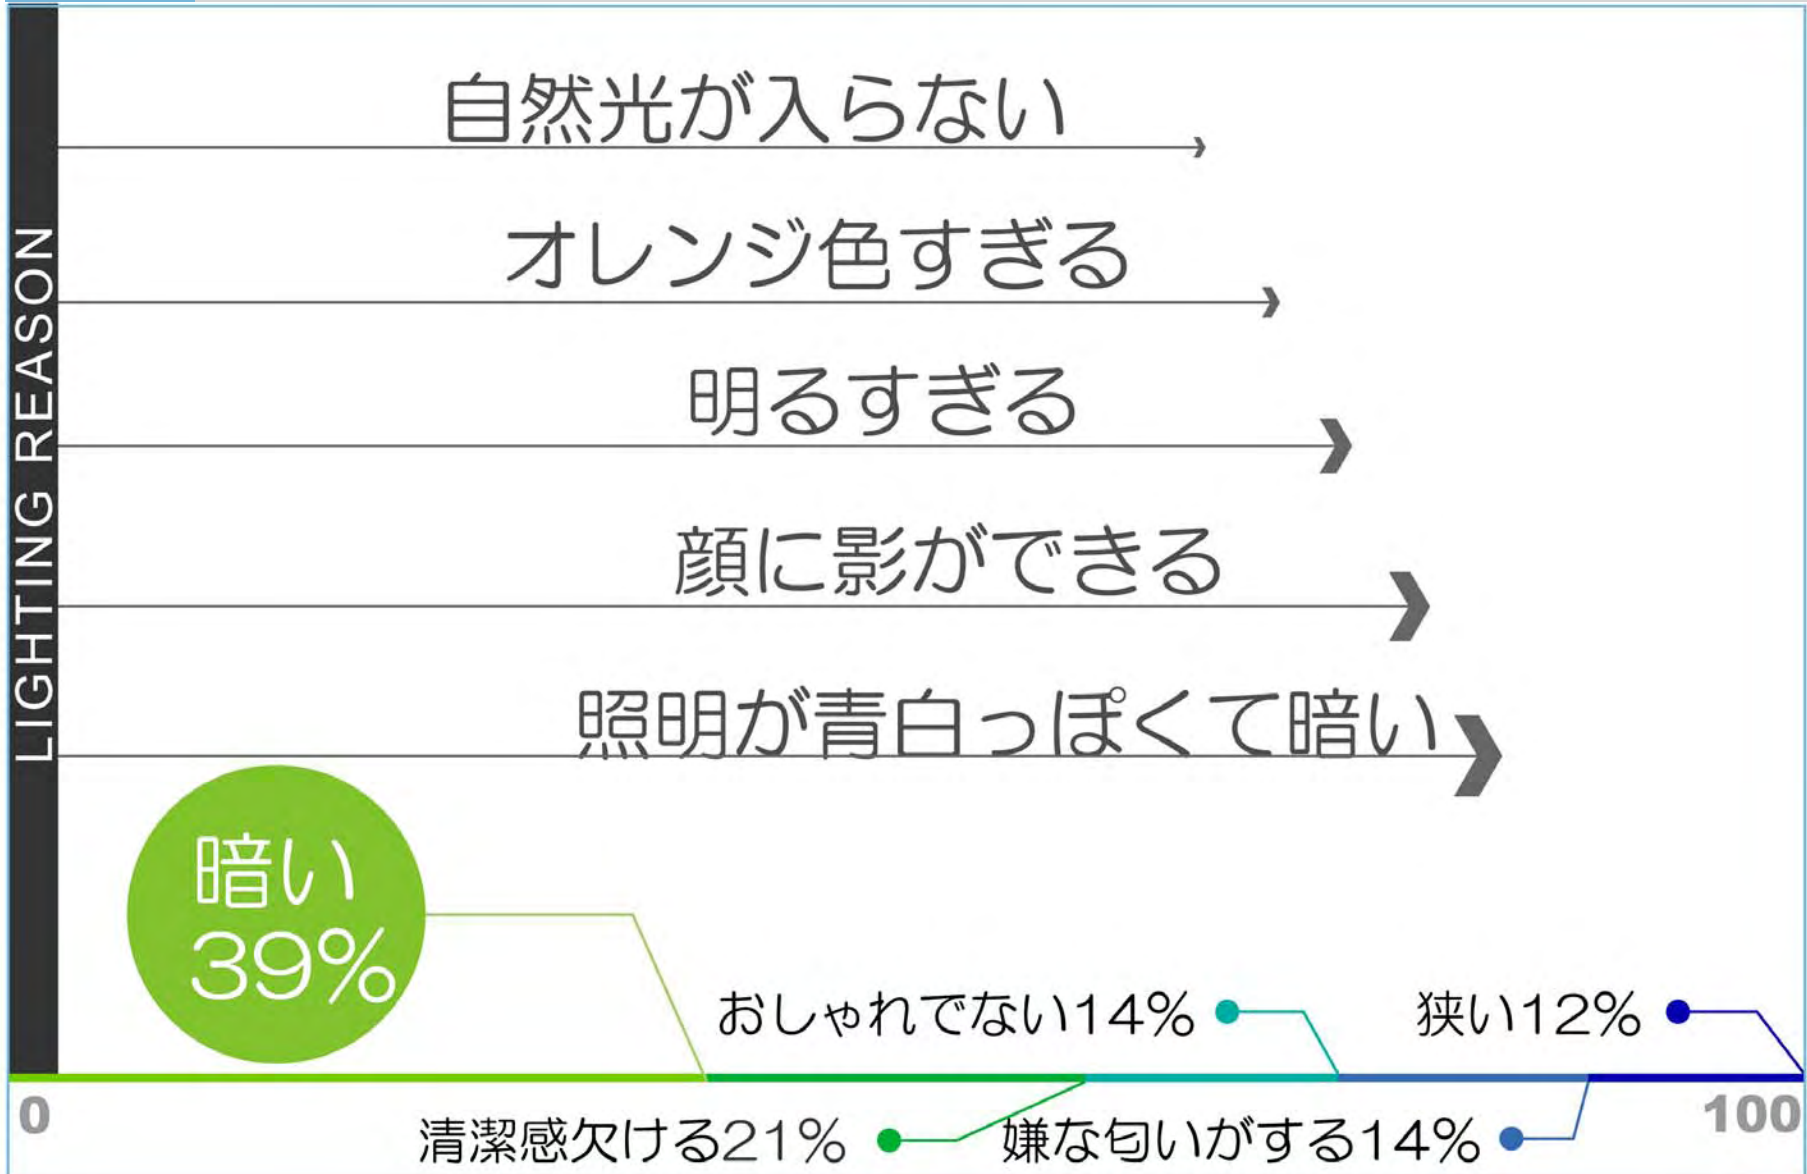 LIGHTING REASON
自然光が入らない
オレンジ色すぎる
明るすぎる
顔に影ができる
照明が青白っぽくて暗い
暗い
39%
おしゃれでない14%
狭い12%
0
100
清潔感欠ける21%
嫌な匂いがする14%